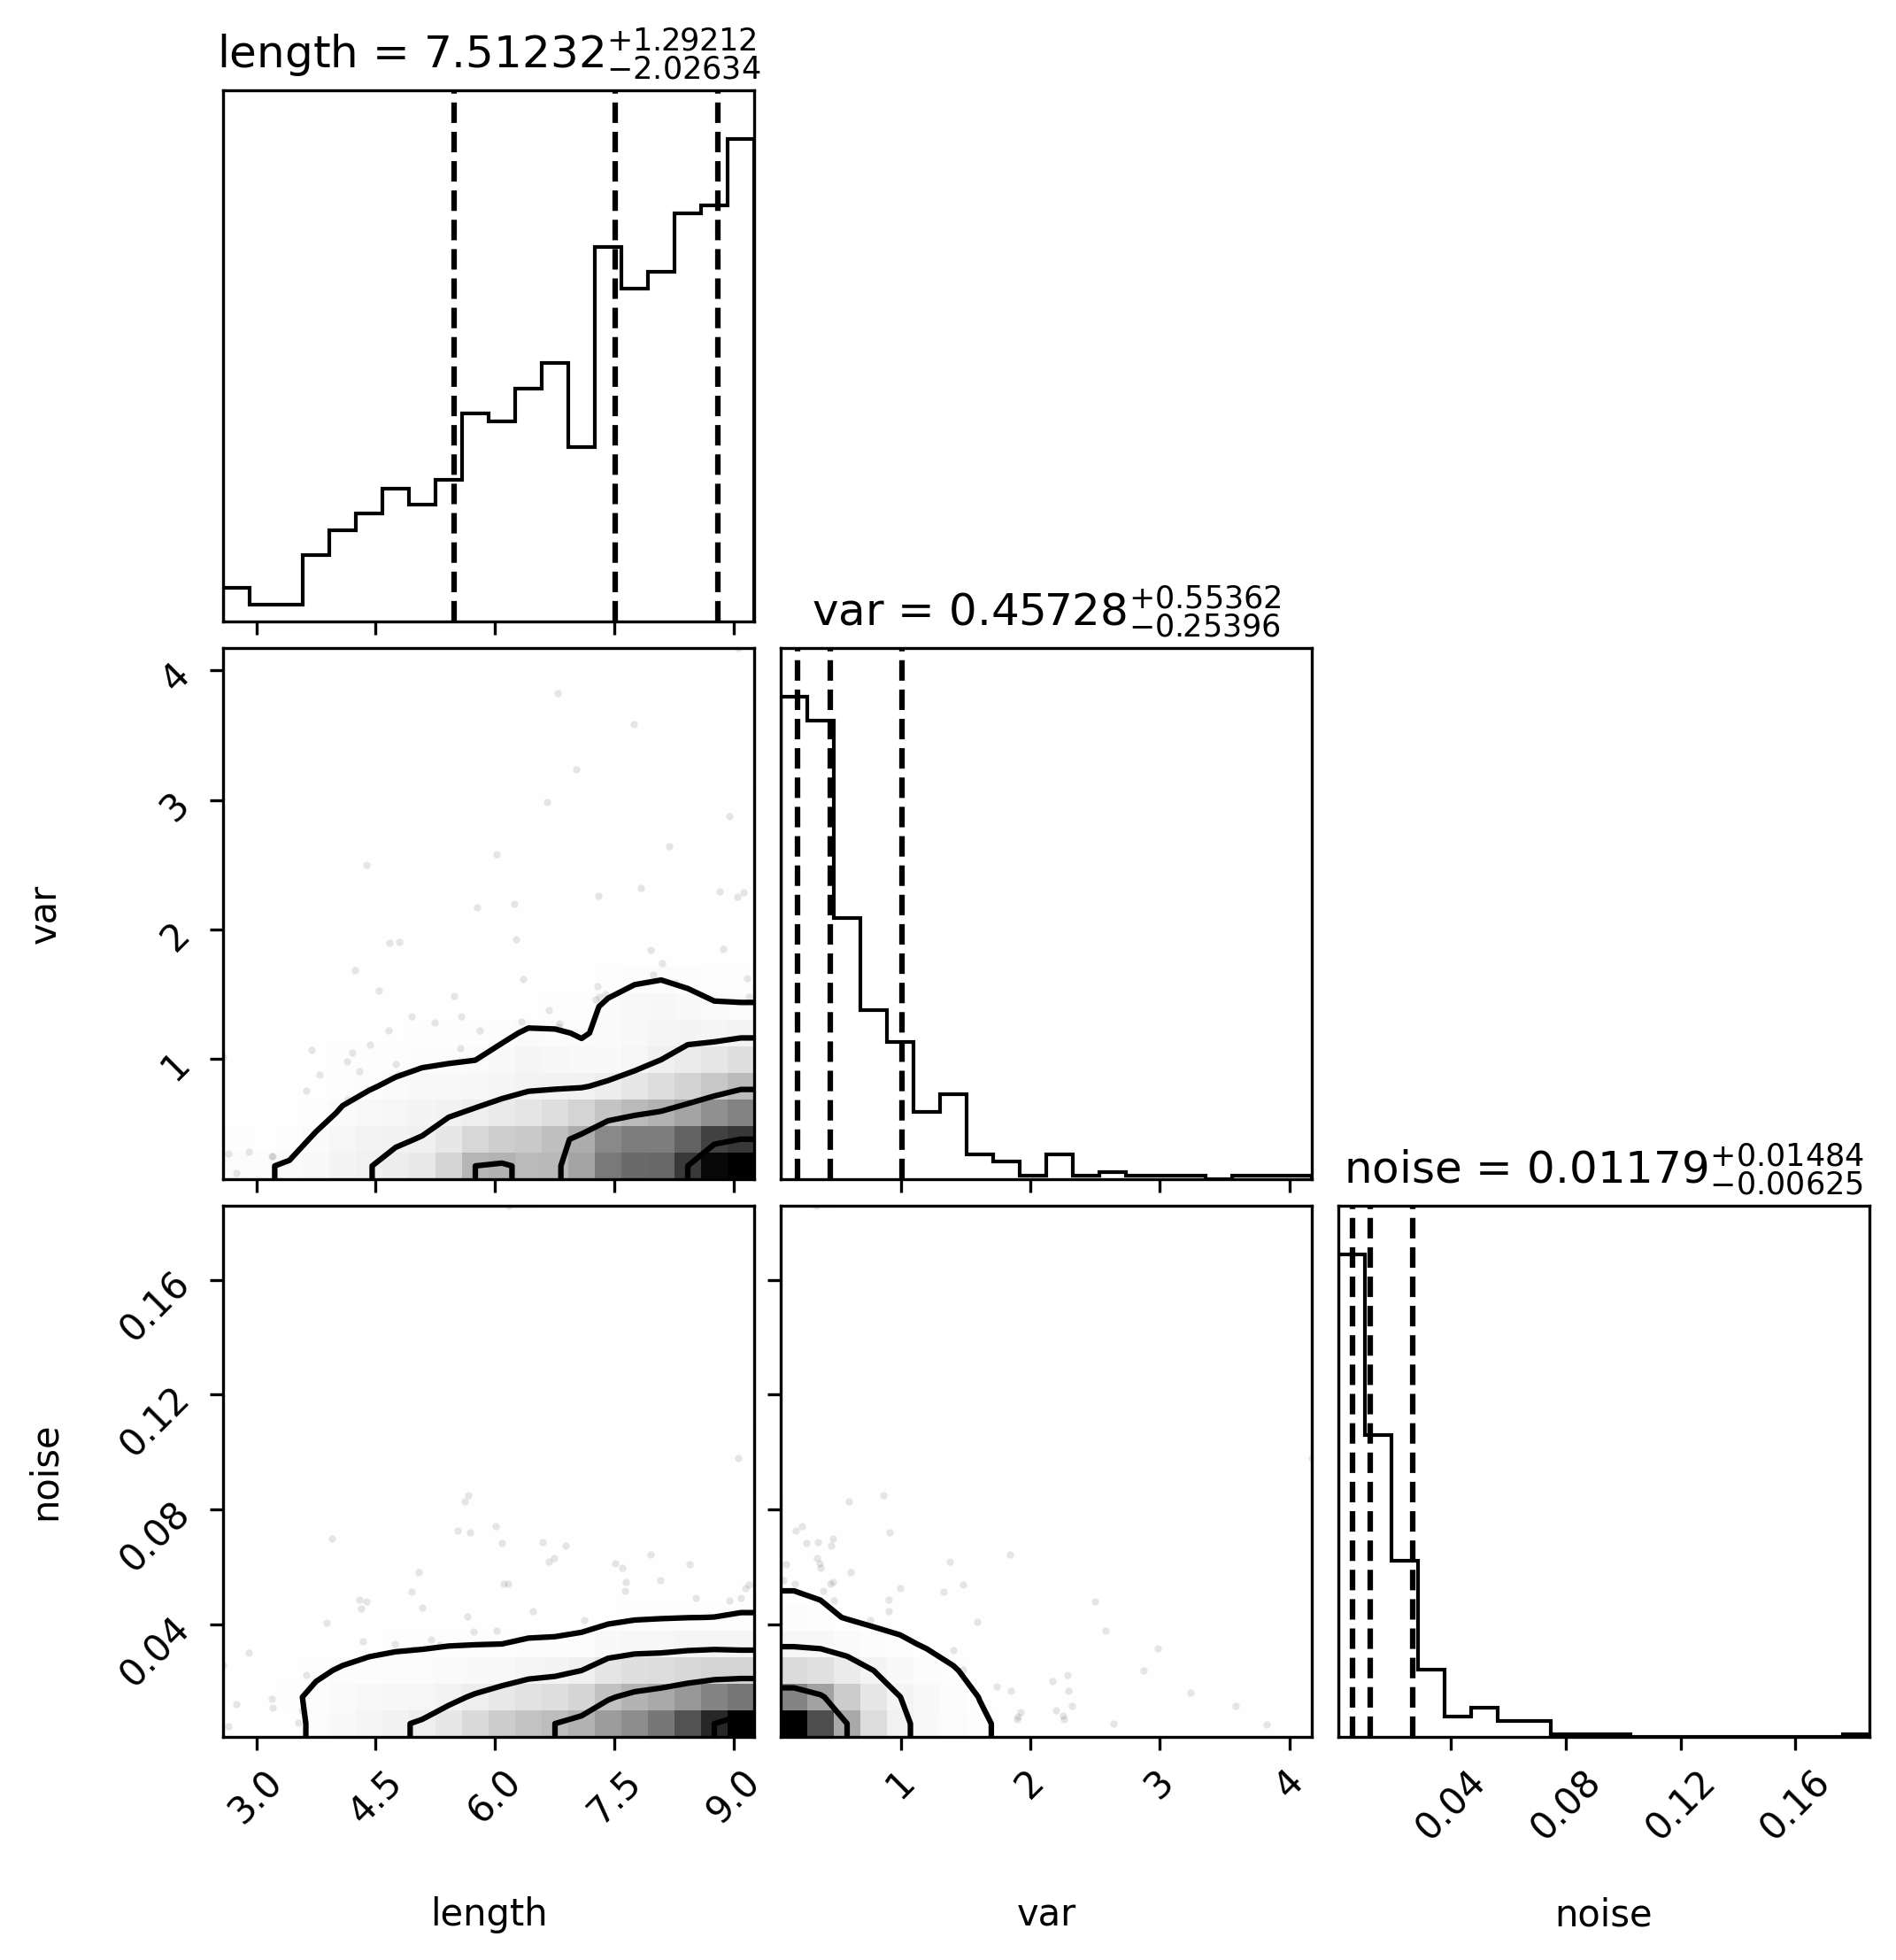 length = 7.51232 +1.29212 −2.02634
var = 0.45728 +0.55362 −0.25396
4
3
2
1
var
noise = 0.01179 +0.01484 −0.00625
0.16
0.12
0.08
0.04
noise
3.0 4.5 6.0 7.5 9.0 1 2 3 4 0.04 0.08 0.12 0.16
length var noise